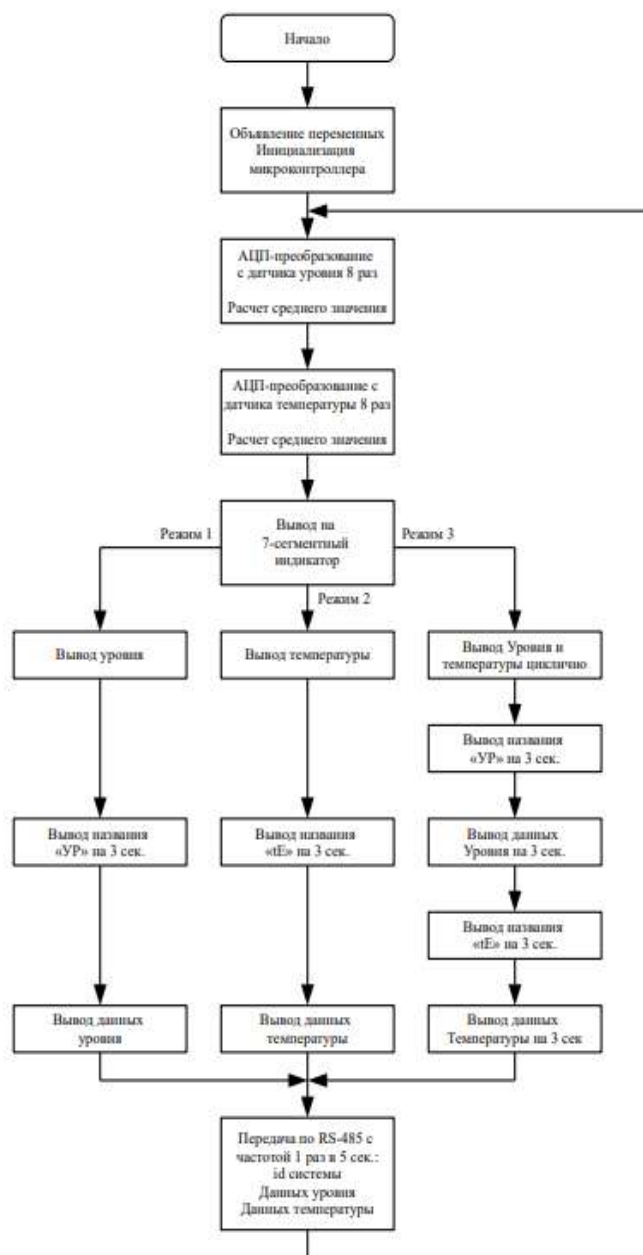 Начало
Объявление переменных
Инициализация
микроконтроллера
АЦП-преобразование
с датчика уровня 8 раз
Расчет среднего значения
АЦП-преобразование с
датчика температуры 8 раз
Расчет среднего значения
Режим 1
Вывод на
7-сегментный
индикатор
Режим 3
Режим 2
Вывод уровня
Вывод температуры
Вывод Уровня и
температуры циклично
Вывод названия
«УР» на 3 сек.
Вывод названия
«УР» на 3 сек.
Вывод названия
«tE» на 3 сек.
Вывод данных
Уровня на 3 сек.
Вывод названия
«tE» на 3 сек.
Вывод данных
уровня
Вывод данных
температуры
Вывод данных
Температуры на 3 сек
Передача по RS-485 с
частотой 1 раз в 5 сек.:
id системы
Данных уровня
Данных температуры